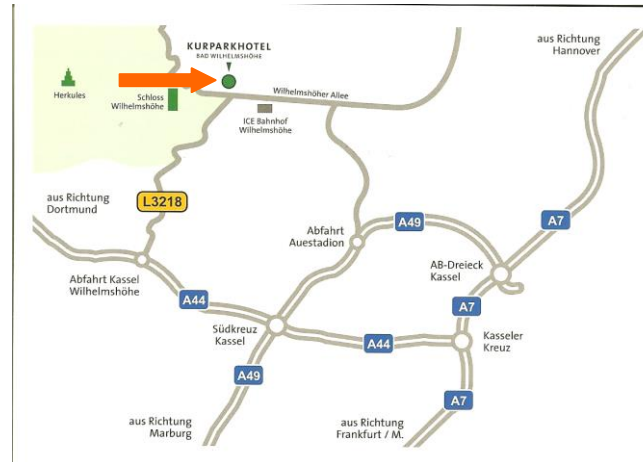 aus Richtung
Hannover
KURPARKHOTEL
BAD WILHELMSHÖHE
Herkules
Schloss
Wilhelmshöhe
Wilhelmshöher Allee
ICE Bahnhof
Wilhelmshöhe
aus Richtung
Dortmund
L3218
Abfahrt
Auestadion
A49
A7
AB-Dreieck
Kassel
Abfahrt Kassel
Wilhelmshöhe
A44
A7
Südkreuz
Kassel
A44
Kasseler
Kreuz
A49
A7
aus Richtung
Marburg
aus Richtung
Frankfurt / M.